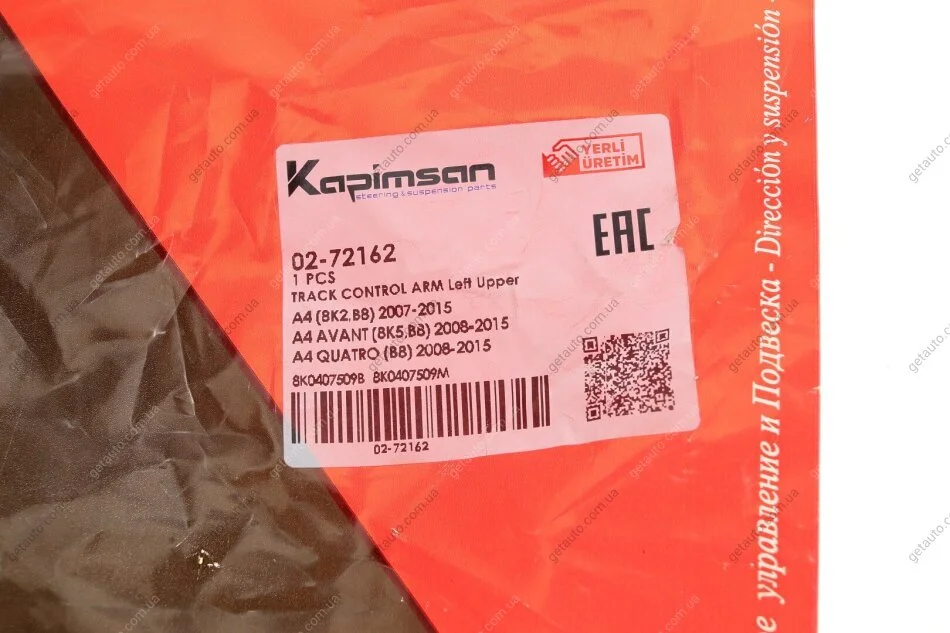 Kapimsan
steering & suspension parts
YERLİ
ÜRETİM
EAC
02-72162
1 PCS
TRACK CONTROL ARM Left Upper
A4 (8K2,B8) 2007-2015
A4 AVANT (8K5,B8) 2008-2015
A4 QUATRO (B8) 2008-2015
8K0407509B 8K0407509M
02-72162
е управление и Подвеска - Dirección y suspensión -
getauto.com.ua